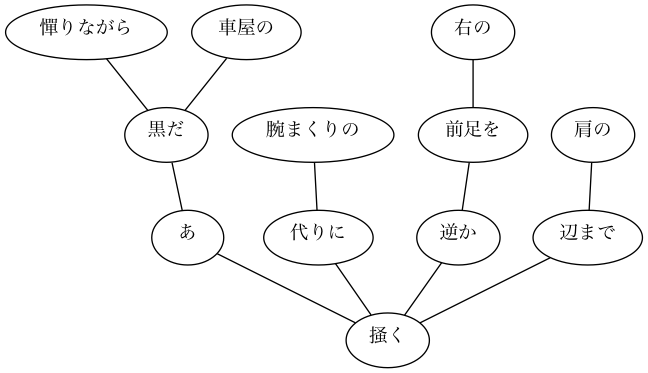 憚りながら
車屋の
右の
黒だ
腕まくりの
前足を
肩の
あ
代りに
逆か
辺まで
掻く